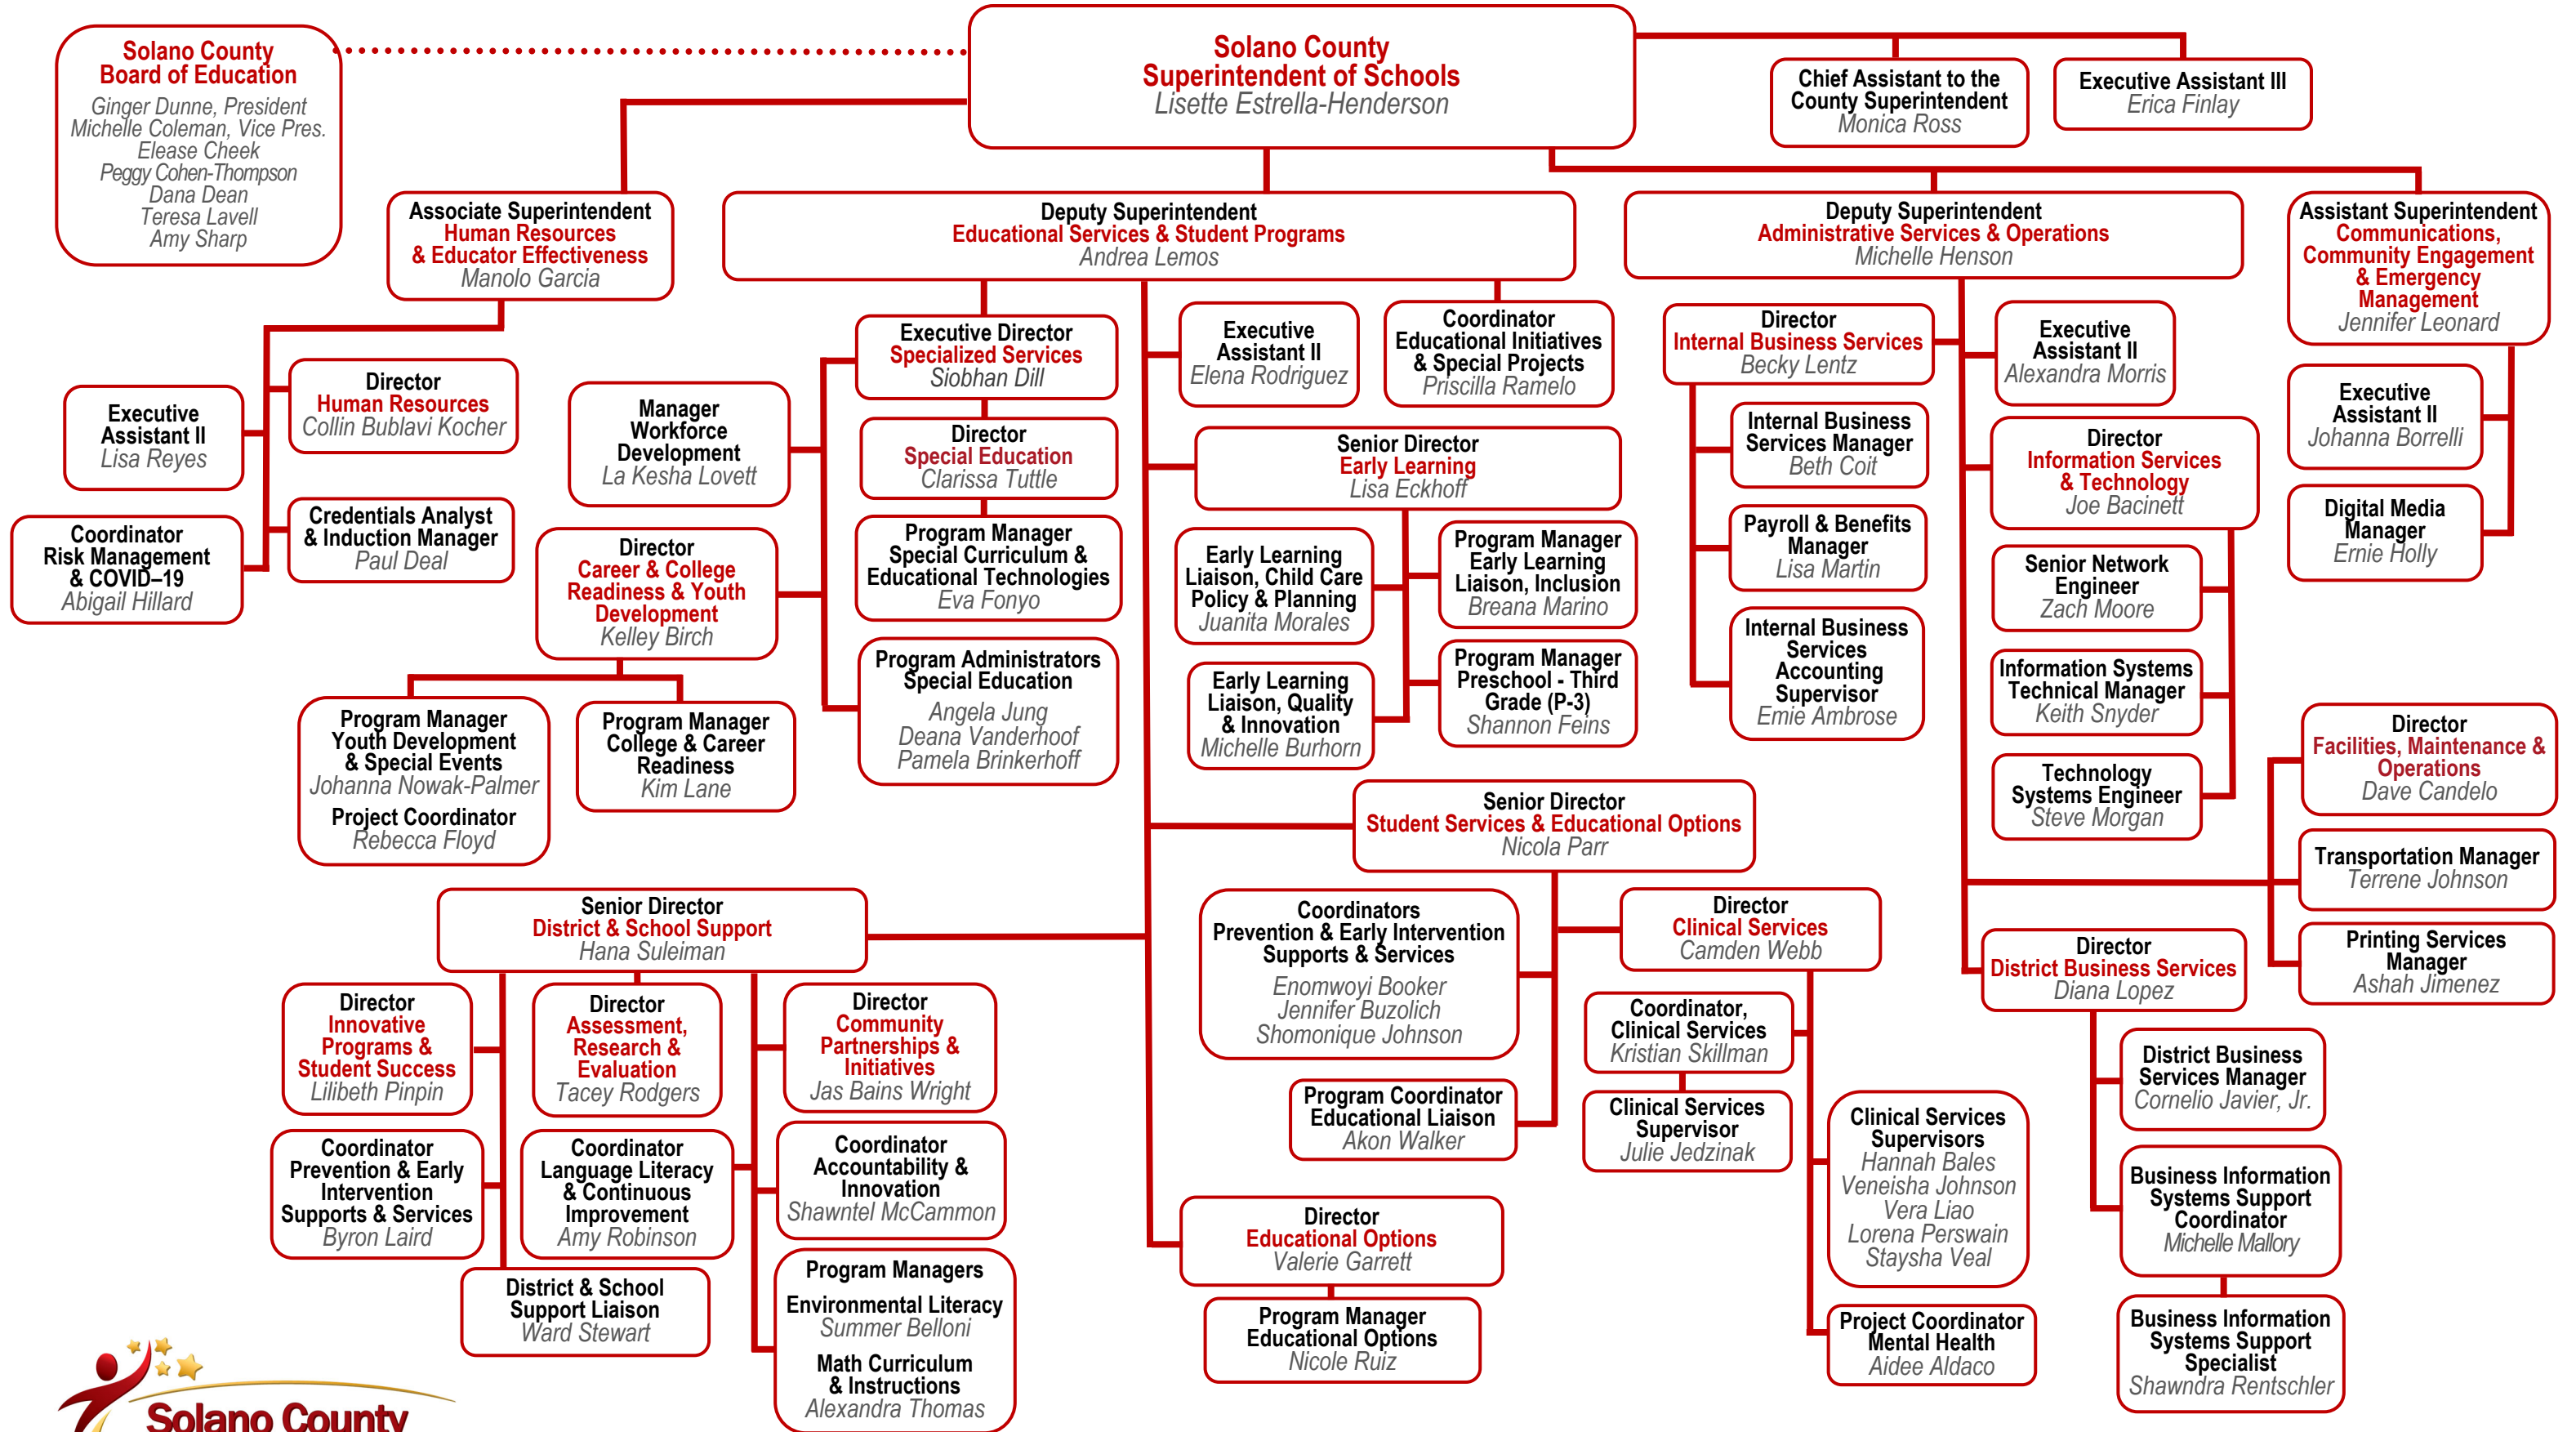 Solano County
Board of Education
Ginger Dunne, President
Michelle Coleman, Vice Pres.
Elease Cheek
Peggy Cohen-Thompson
Dana Dean
Teresa Lavell
Amy Sharp
Solano County
Superintendent of Schools
Lisette Estrella-Henderson
Chief Assistant to the
County Superintendent
Monica Ross
Executive Assistant III
Erica Finlay
Associate Superintendent
Human Resources
& Educator Effectiveness
Manolo Garcia
Deputy Superintendent
Educational Services & Student Programs
Andrea Lemos
Deputy Superintendent
Administrative Services & Operations
Michelle Henson
Assistant Superintendent
Communications,
Community Engagement
& Emergency
Management
Jennifer Leonard
Executive
Assistant II
Lisa Reyes
Director
Human Resources
Collin Bublavi Kocher
Coordinator
Risk Management
& COVID–19
Abigail Hillard
Credentials Analyst
& Induction Manager
Paul Deal
Manager
Workforce
Development
La Kesha Lovett
Executive Director
Specialized Services
Siobhan Dill
Director
Special Education
Clarissa Tuttle
Program Manager
Special Curriculum &
Educational Technologies
Eva Fonyo
Program Administrators
Special Education
Angela Jung
Deana Vanderhoof
Pamela Brinkerhoff
Director
Career & College
Readiness & Youth
Development
Kelley Birch
Program Manager
Youth Development
& Special Events
Johanna Nowak-Palmer
Project Coordinator
Rebecca Floyd
Program Manager
College & Career
Readiness
Kim Lane
Executive
Assistant II
Elena Rodriguez
Coordinator
Educational Initiatives
& Special Projects
Priscilla Ramelo
Senior Director
Early Learning
Lisa Eckhoff
Early Learning
Liaison, Child Care
Policy & Planning
Juanita Morales
Program Manager
Early Learning
Liaison, Inclusion
Breana Marino
Early Learning
Liaison, Quality
& Innovation
Michelle Burhorn
Program Manager
Preschool - Third
Grade (P-3)
Shannon Feins
Director
Internal Business Services
Becky Lentz
Internal Business
Services Manager
Beth Coit
Payroll & Benefits
Manager
Lisa Martin
Internal Business
Services
Accounting
Supervisor
Emie Ambrose
Executive
Assistant II
Alexandra Morris
Director
Information Services
& Technology
Joe Bacinett
Senior Network
Engineer
Zach Moore
Information Systems
Technical Manager
Keith Snyder
Technology
Systems Engineer
Steve Morgan
Executive
Assistant II
Johanna Borrelli
Digital Media
Manager
Ernie Holly
Director
Facilities, Maintenance &
Operations
Dave Candelo
Transportation Manager
Terrene Johnson
Printing Services
Manager
Ashah Jimenez
Senior Director
Student Services & Educational Options
Nicola Parr
Coordinators
Prevention & Early Intervention
Supports & Services
Enomwoyi Booker
Jennifer Buzolich
Shomonique Johnson
Program Coordinator
Educational Liaison
Akon Walker
Director
Clinical Services
Camden Webb
Coordinator,
Clinical Services
Kristian Skillman
Clinical Services
Supervisor
Julie Jedzinak
Clinical Services
Supervisors
Hannah Bales
Veneisha Johnson
Vera Liao
Lorena Perswain
Staysha Veal
Project Coordinator
Mental Health
Aidee Aldaco
Director
District Business Services
Diana Lopez
District Business
Services Manager
Cornelio Javier, Jr.
Business Information
Systems Support
Coordinator
Michelle Mallory
Business Information
Systems Support
Specialist
Shawndra Rentschler
Senior Director
District & School Support
Hana Suleiman
Director
Innovative
Programs &
Student Success
Lilibeth Pinpin
Director
Assessment,
Research &
Evaluation
Tacey Rodgers
Director
Community
Partnerships &
Initiatives
Jas Bains Wright
Coordinator
Prevention & Early
Intervention
Supports & Services
Byron Laird
Coordinator
Language Literacy
& Continuous
Improvement
Amy Robinson
Coordinator
Accountability &
Innovation
Shawntel McCammon
District & School
Support Liaison
Ward Stewart
Program Managers
Environmental Literacy
Summer Belloni
Math Curriculum
& Instructions
Alexandra Thomas
Director
Educational Options
Valerie Garrett
Program Manager
Educational Options
Nicole Ruiz
Solano County